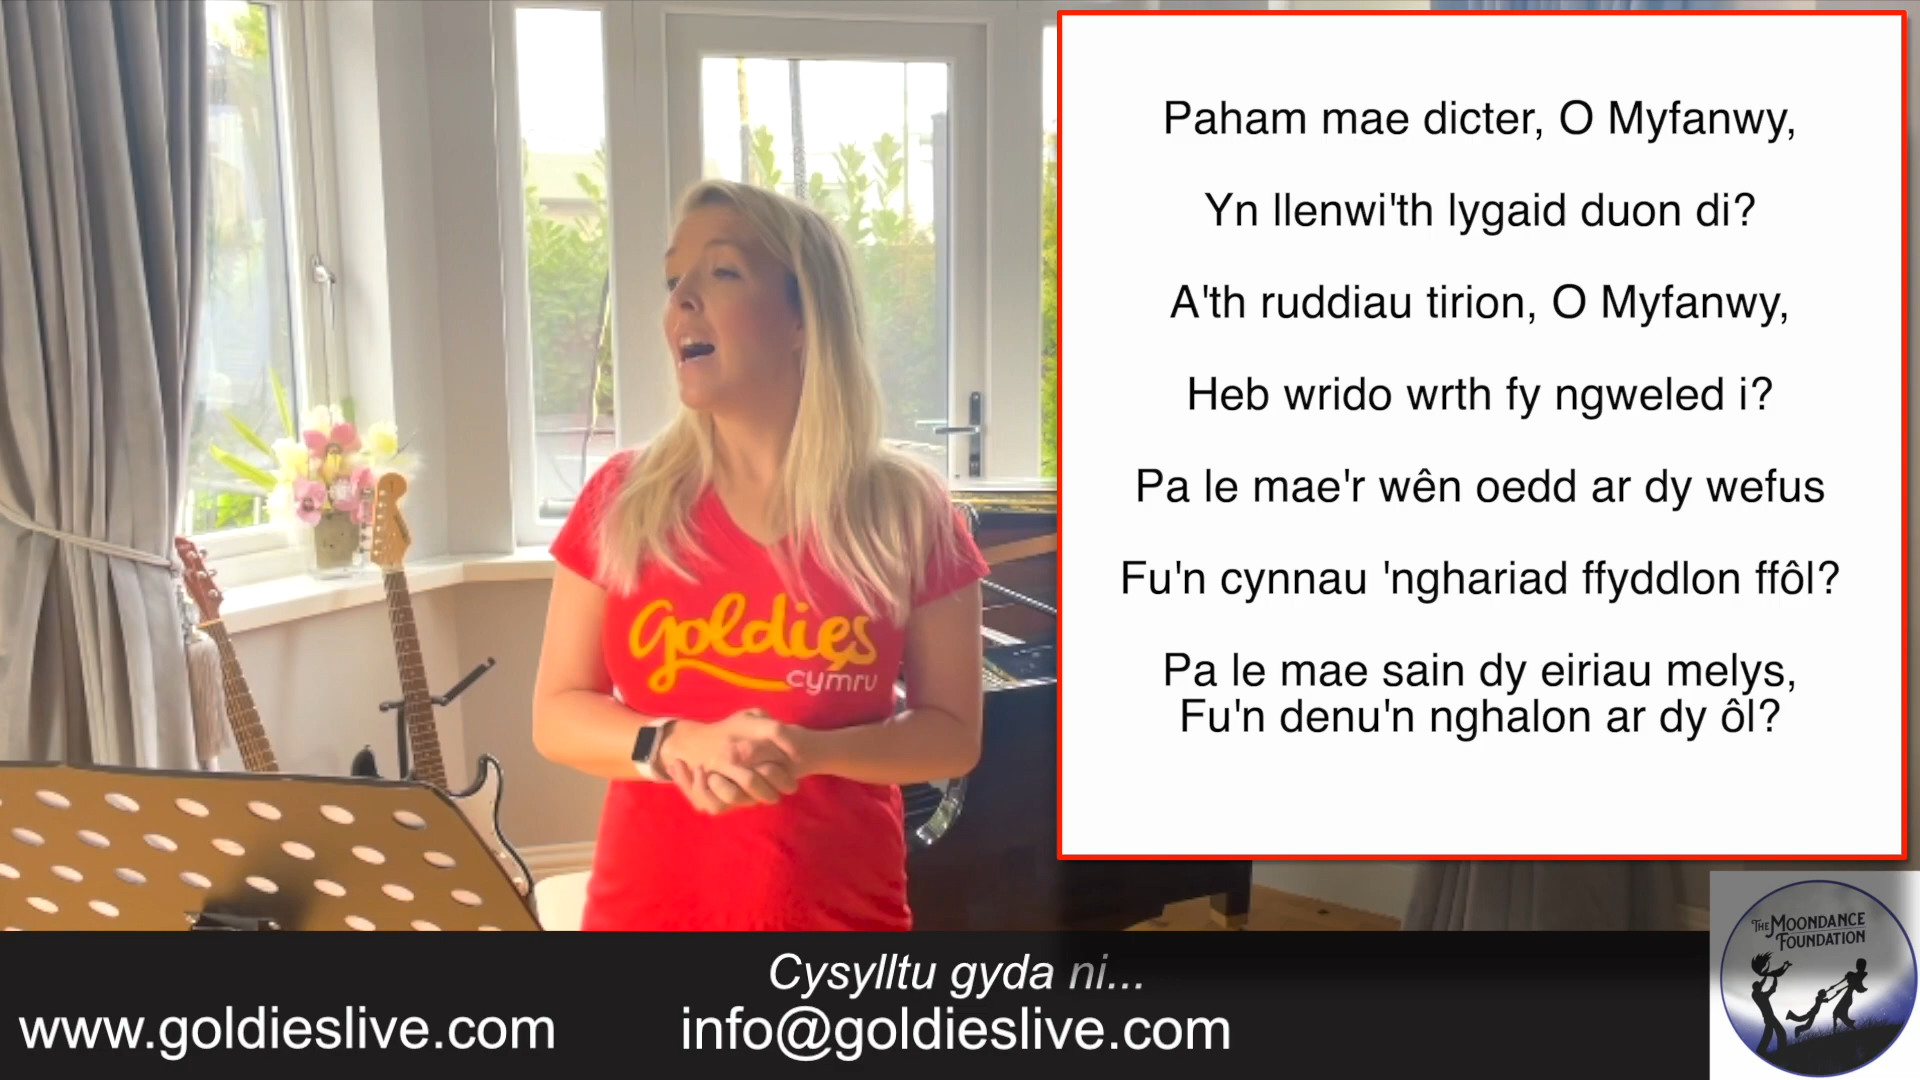 Paham mae dicter, O Myfanwy,
Yn llenwi'th lygaid duon di?
A'th ruddiau tirion, O Myfanwy,
Heb wrido wrth fy ngweled i?
Pa le mae'r wên oedd ar dy wefus
Fu'n cynnau 'nghariad ffyddlon ffôl?
Pa le mae sain dy eiriau melys,
Fu'n denu'n nghalon ar dy ôl?
Goldies
cymru
Cysylltu gyda ni...
www.goldieslive.com
info@goldieslive.com
THE MOONDANCE
FOUNDATION